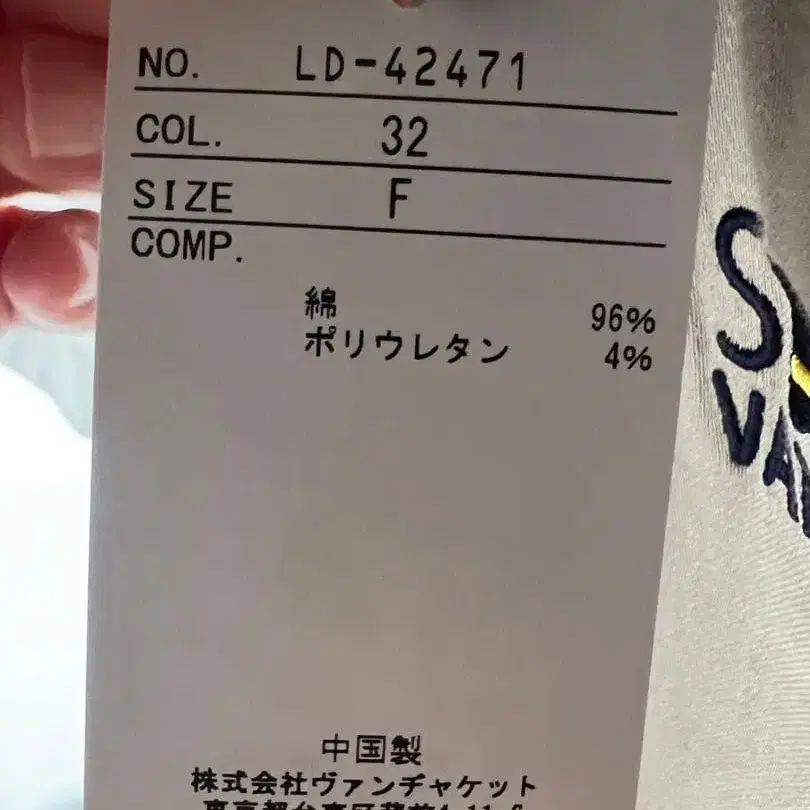 NO. LD-42471
COL. 32
SIZE F
COMP.
綿 96%
ポリウレタン 4%
中国製
株式会社ヴァンヂャケット
S
VA